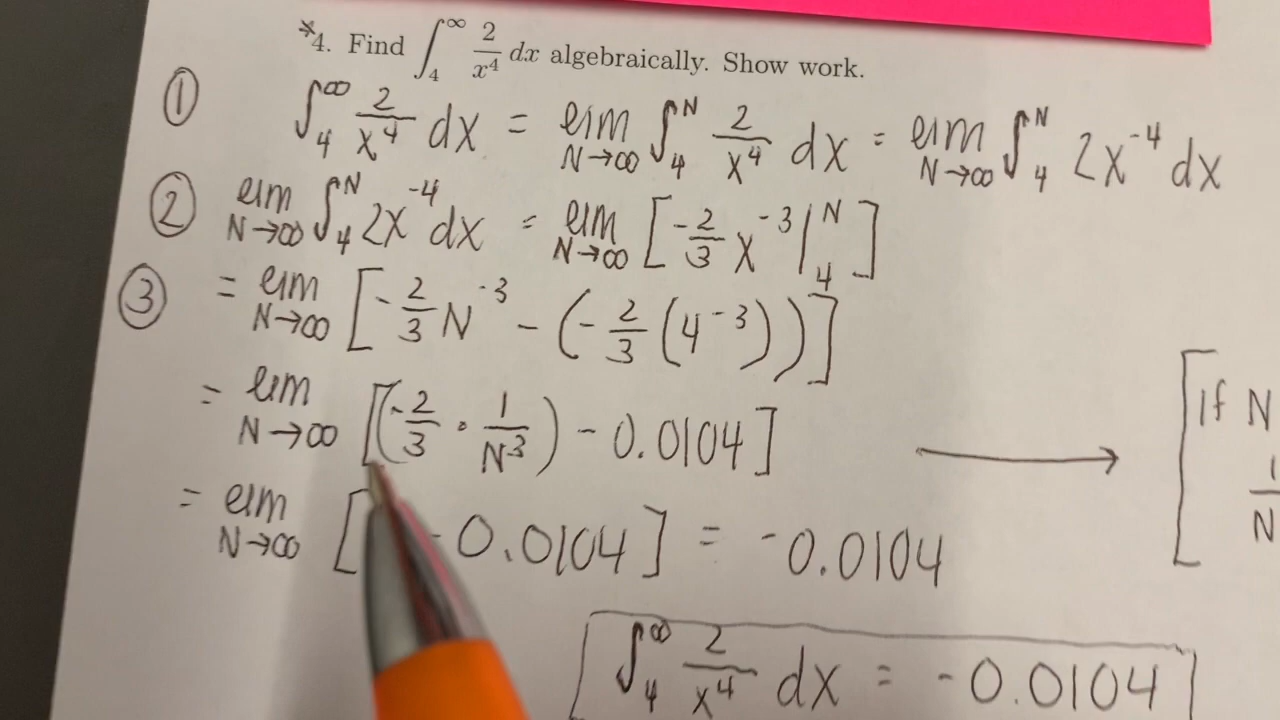 *4. Find ∫₄^∞ 2/x⁴ dx algebraically. Show work.
① ∫₄^∞ 2/x⁴ dx = lim N→∞ ∫₄^N 2/x⁴ dx = lim N→∞ ∫₄^N 2x⁻⁴ dx
② lim N→∞ ∫₄^N 2x⁻⁴ dx = lim N→∞ [-2/3 x⁻³ |₄^N]
③ = lim N→∞ [-2/3 N⁻³ - (-2/3 (4⁻³))]
= lim N→∞ [(-2/3 · 1/N³) - 0.0104] → [If N
1/N
= lim N→∞ [ - 0.0104] = -0.0104
∫₄^∞ 2/x⁴ dx = -0.0104